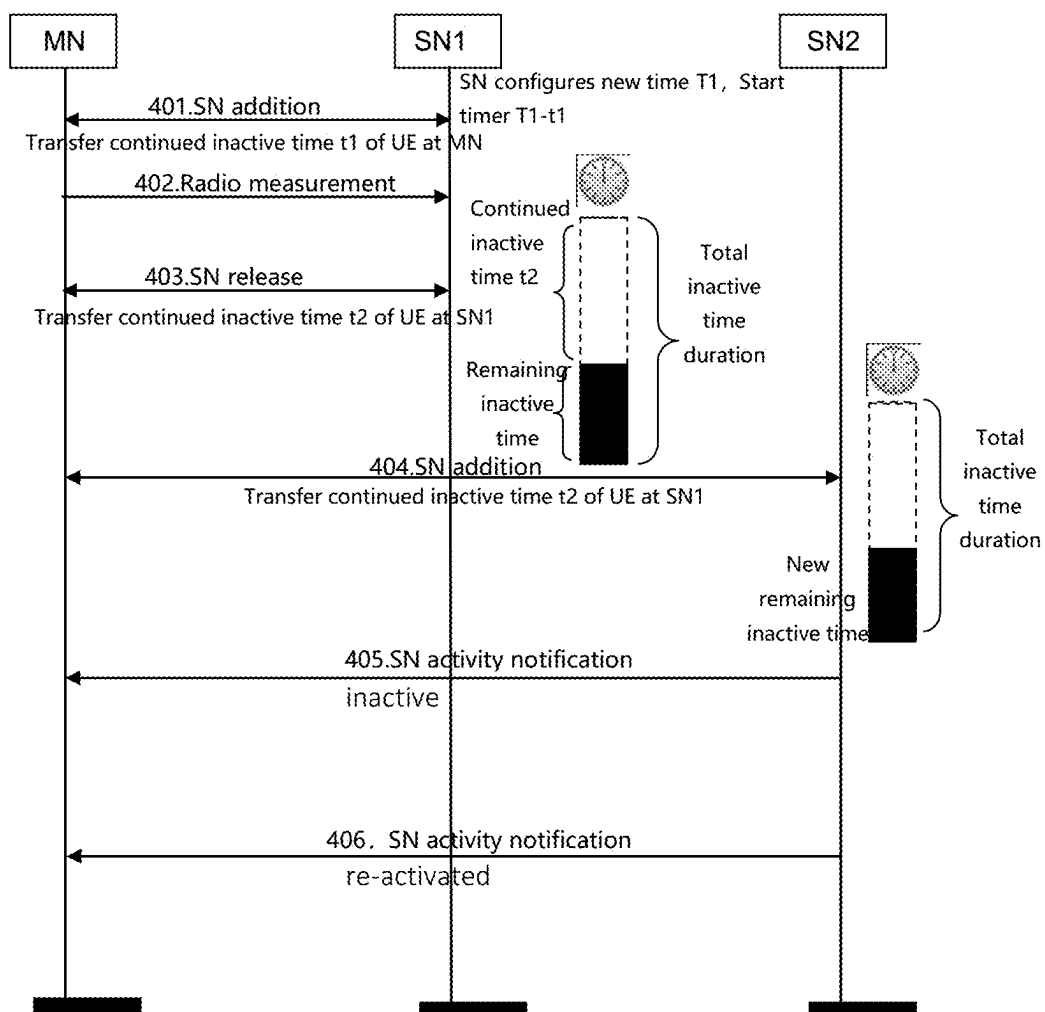 MN
SN1
SN2
SN configures new time T1, Start
timer T1-t1
401.SN addition
Transfer continued inactive time t1 of UE at MN
402.Radio measurement
Continued
inactive
time t2
Total
inactive
time
duration
403.SN release
Transfer continued inactive time t2 of UE at SN1
Remaining
inactive
time
404.SN addition
Transfer continued inactive time t2 of UE at SN1
Total
inactive
time
duration
New
remaining
inactive time
405.SN activity notification
inactive
406. SN activity notification
re-activated